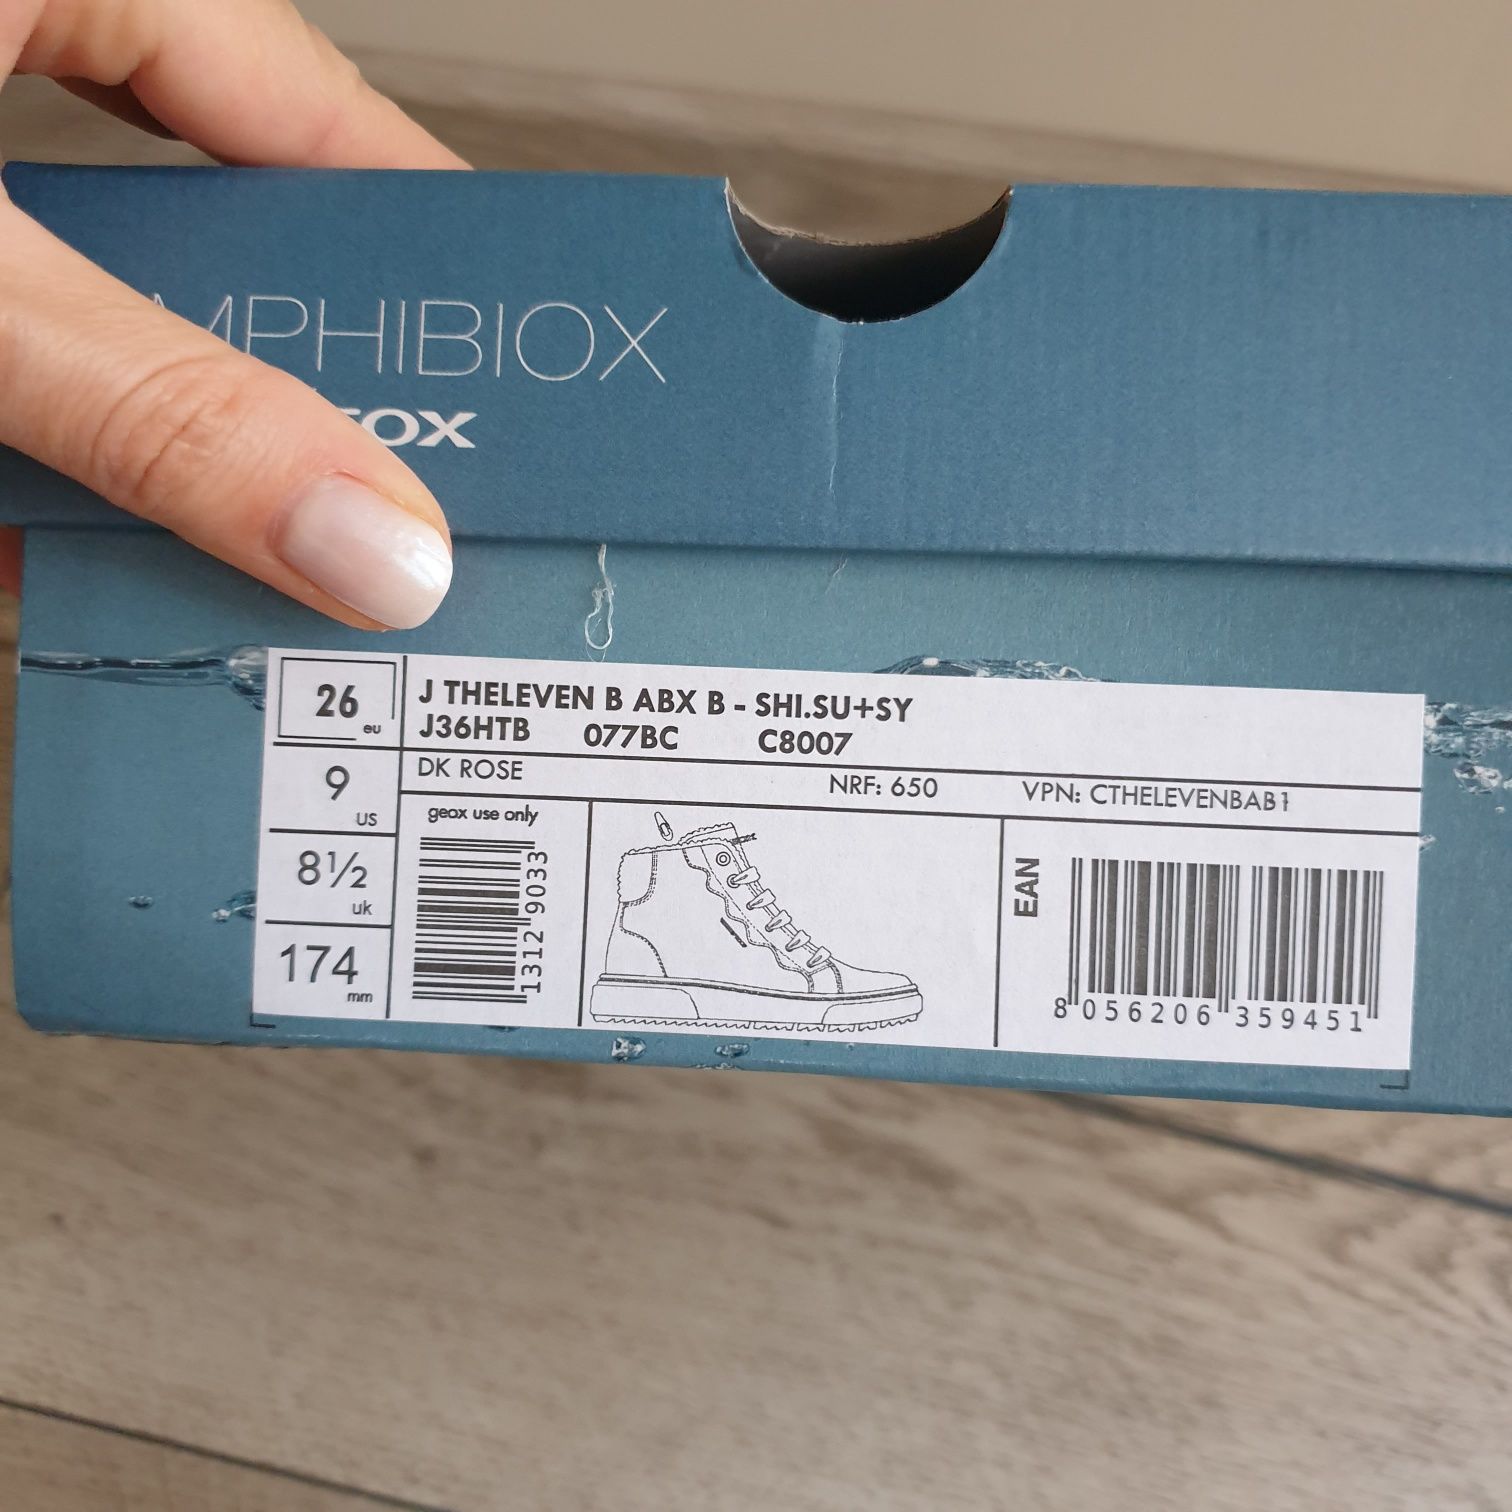 MPHIBIOX
OX
26 eu
J THELEVEN B ABX B - SHI.SU+SY
J36HTB 077BC C8007
9 US
DK ROSE NRF: 650 VPN: CTHELEVENBAB1
8½ uk
174 mm
geox use only
1312 9033
EAN
8 056206 359451